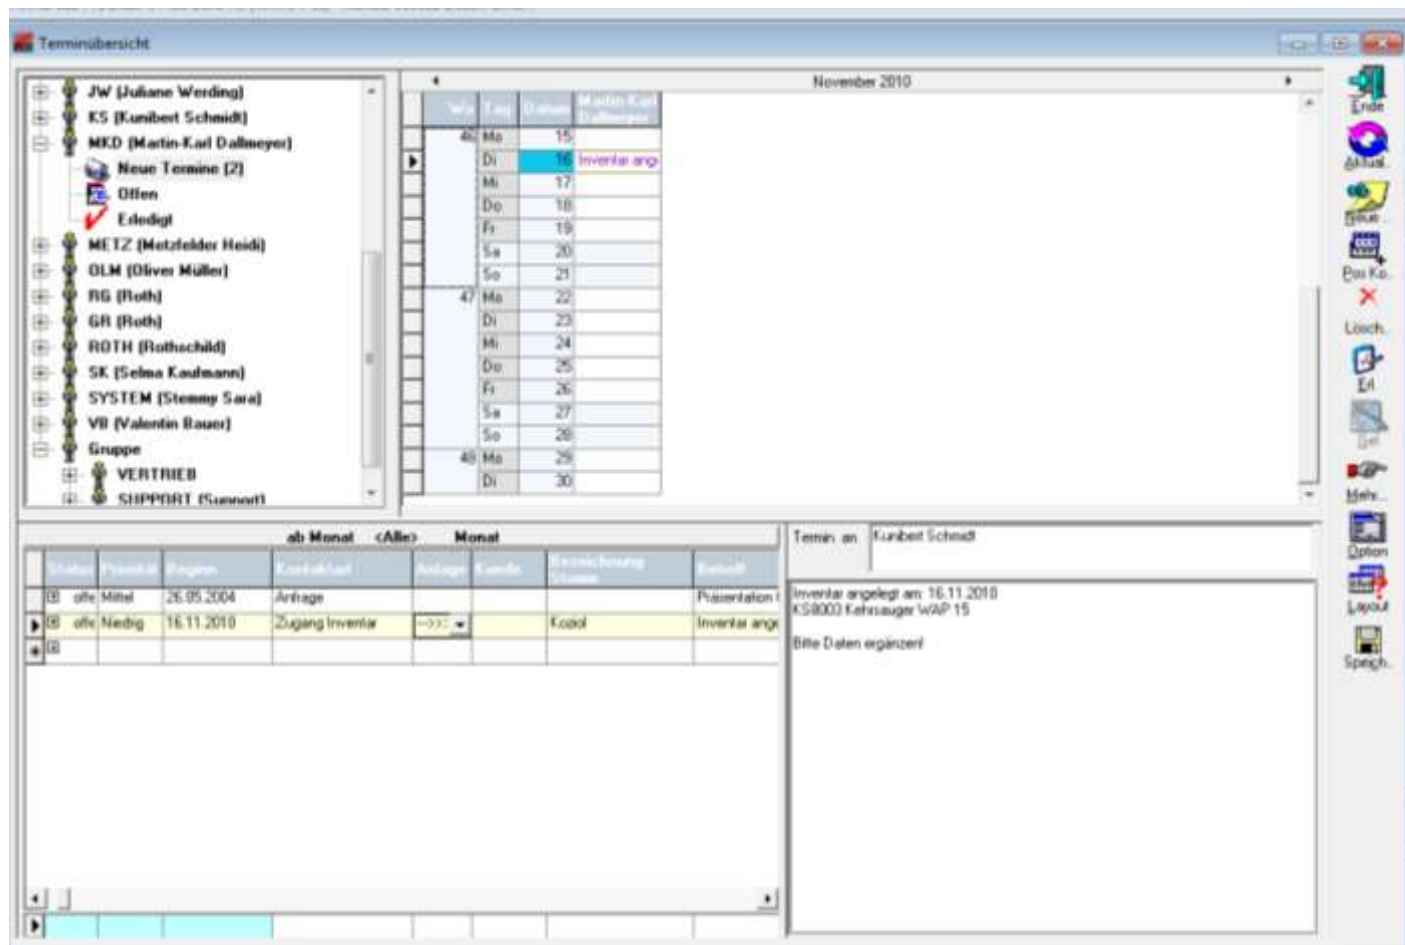 Terminübersicht
JW (Juliane Werding)
KS (Kunibert Schmidt)
MKD (Martin-Karl Dallmeyer)
Neue Termine (2)
Offen
Erledigt
METZ (Metzfelder Heidi)
OLM (Oliver Müller)
RG (Roth)
GR (Roth)
ROTH (Rothschild)
SK (Selma Kaufmann)
SYSTEM (Stemmy Sara)
VB (Valentin Bauer)
Gruppe
VERTRIEB
SUPPORT (Support)
November 2010
Wo Tag Datum Martin-Karl
Dallmeyer
46 Mo 15
Di 16 Inventar ang
Mi 17
Do 18
Fr 19
Sa 20
So 21
47 Mo 22
Di 23
Mi 24
Do 25
Fr 26
Sa 27
So 28
48 Mo 29
Di 30
Ende
Aktual..
Neue ..
Pos Ko..
Lösch..
Erl
Mehr...
Option
Layout
Speich..
ab Monat <Alle> Monat
Status Priorität Beginn Kontaktart Anlage Kunde Bezeichnung Betreff
Stamm
offe Mittel 26.05.2004 Anfrage Präsentation
offe Niedrig 16.11.2010 Zugang Inventar Koziol Inventar ange
Termin an Kunibert Schmidt
Inventar angelegt am: 16.11.2010
KS8003 Kehrsauger WAP 15
Bitte Daten ergänzen!